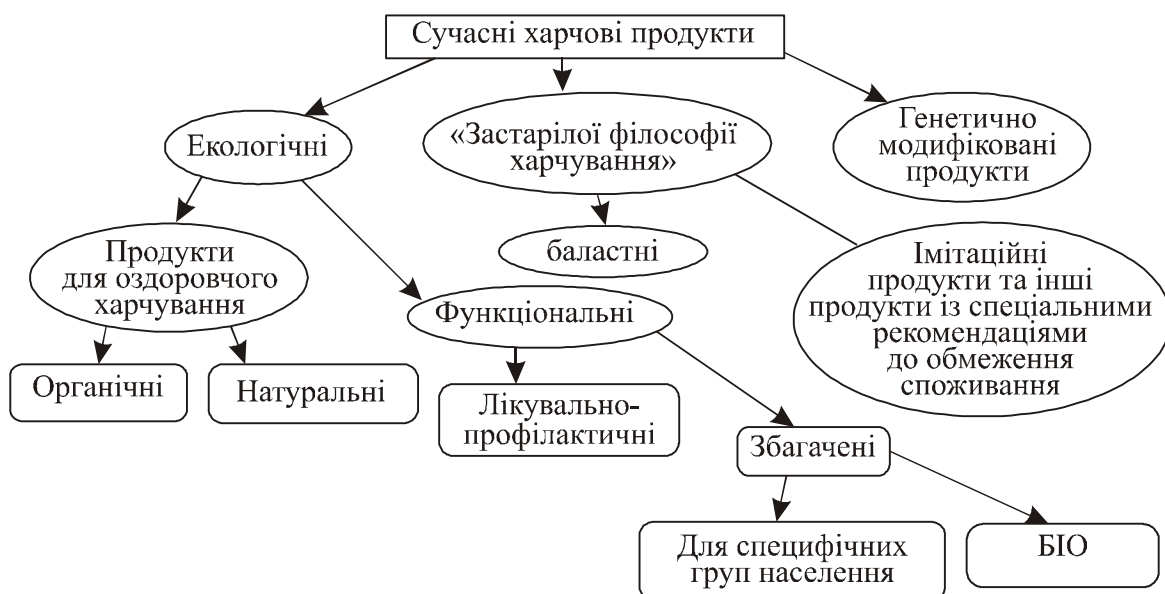 Сучасні харчові продукти
Екологічні
«Застарілої філософії
харчування»
Генетично
модифіковані
продукти
Продукти
для оздоровчого
харчування
баластні
Імітаційні
продукти та інші
продукти із спеціальними
рекомендаціями
до обмеження
споживання
Функціональні
Органічні
Натуральні
Лікувально-
профілактичні
Збагачені
Для специфічних
груп населення
БІО